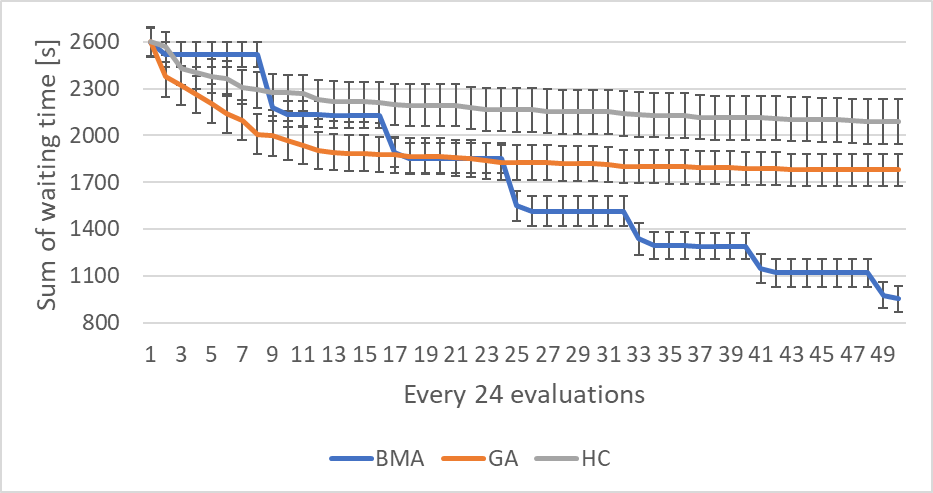 Sum of waiting time [s]
2600
2300
2000
1700
1400
1100
800
1 3 5 7 9 11 13 15 17 19 21 23 25 27 29 31 33 35 37 39 41 43 45 47 49
Every 24 evaluations
BMA GA HC